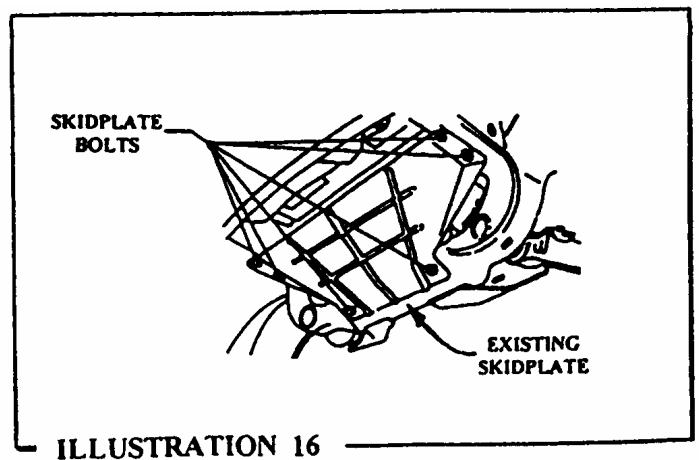 SKIDPLATE
BOLTS
EXISTING
SKIDPLATE
ILLUSTRATION 16